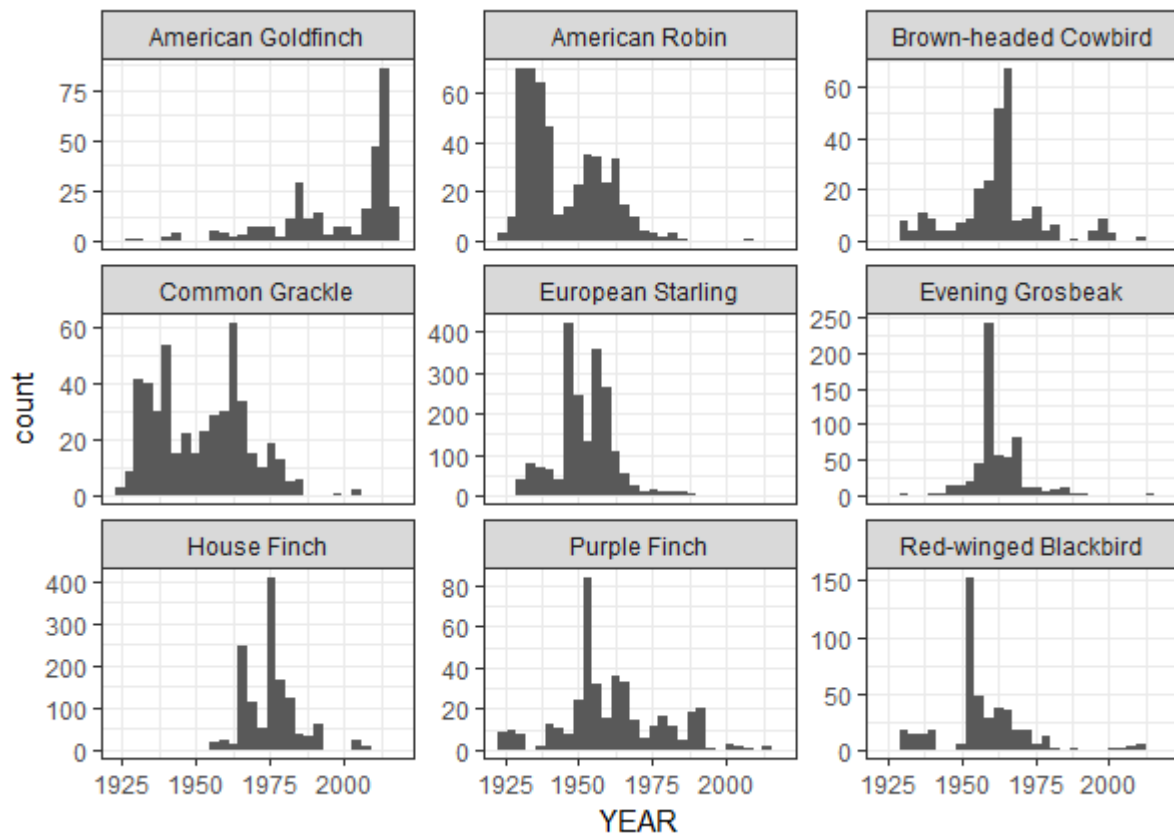 American Goldfinch
American Robin
Brown-headed Cowbird
75
50
25
0
60
40
20
0
60
40
20
0
Common Grackle
European Starling
Evening Grosbeak
60
40
20
0
400
300
200
100
0
250
200
150
100
50
0
count
House Finch
Purple Finch
Red-winged Blackbird
400
300
200
100
0
80
60
40
20
0
150
100
50
0
1925 1950 1975 2000
1925 1950 1975 2000
1925 1950 1975 2000
YEAR